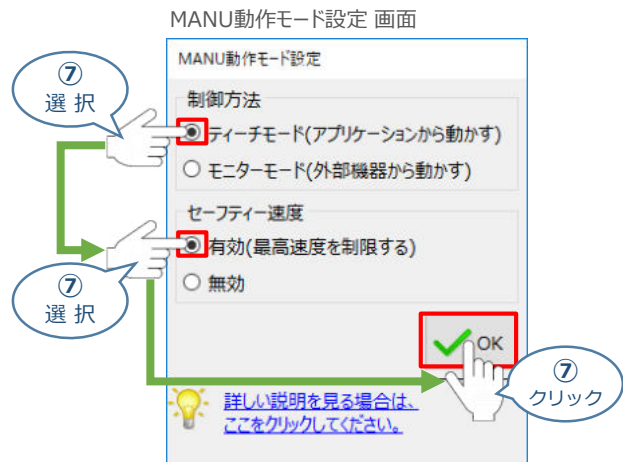 MANU動作モード設定 画面
MANU動作モード設定
⑦
選 択
制御方法
ティーチモード(アプリケーションから動かす)
モニターモード(外部機器から動かす)
セーフティー速度
有効(最高速度を制限する)
⑦
選 択
無効
OK
⑦
クリック
詳しい説明を見る場合は、
ここをクリックしてください。